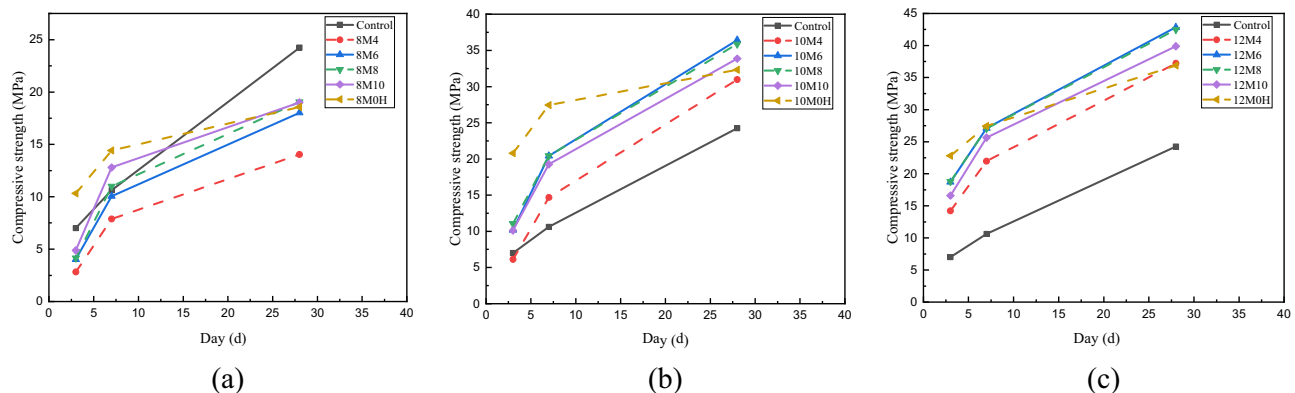 Compressive strength (MPa)
25
20
15
10
5
0
0 5 10 15 20 25 30 35 40
Day (d)
Control
8M4
8M6
8M8
8M10
8M0H
(a)
Compressive strength (MPa)
40
35
30
25
20
15
10
5
0
0 5 10 15 20 25 30 35 40
Day (d)
Control
10M4
10M6
10M8
10M10
10M0H
(b)
Compressive strength (MPa)
45
40
35
30
25
20
15
10
5
0
0 5 10 15 20 25 30 35 40
Day (d)
Control
12M4
12M6
12M8
12M10
12M0H
(c)